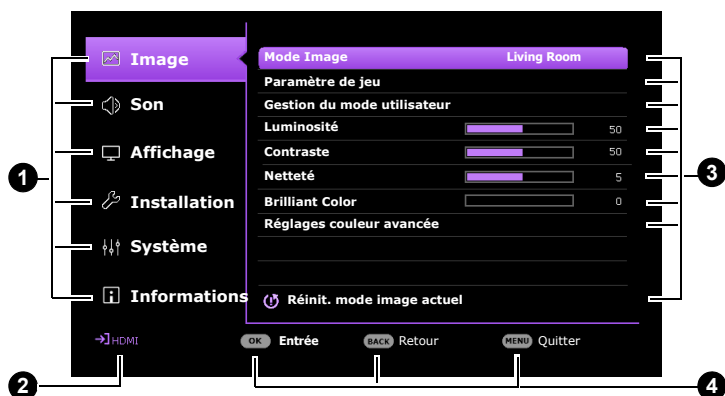 Image
Son
Affichage
Installation
Système
Informations
Mode Image Living Room
Paramètre de jeu
Gestion du mode utilisateur
Luminosité 50
Contraste 50
Netteté 5
Brilliant Color 0
Réglages couleur avancée
Réinit. mode image actuel
HDMI
OK Entrée
BACK Retour
MENU Quitter
1
2
3
4